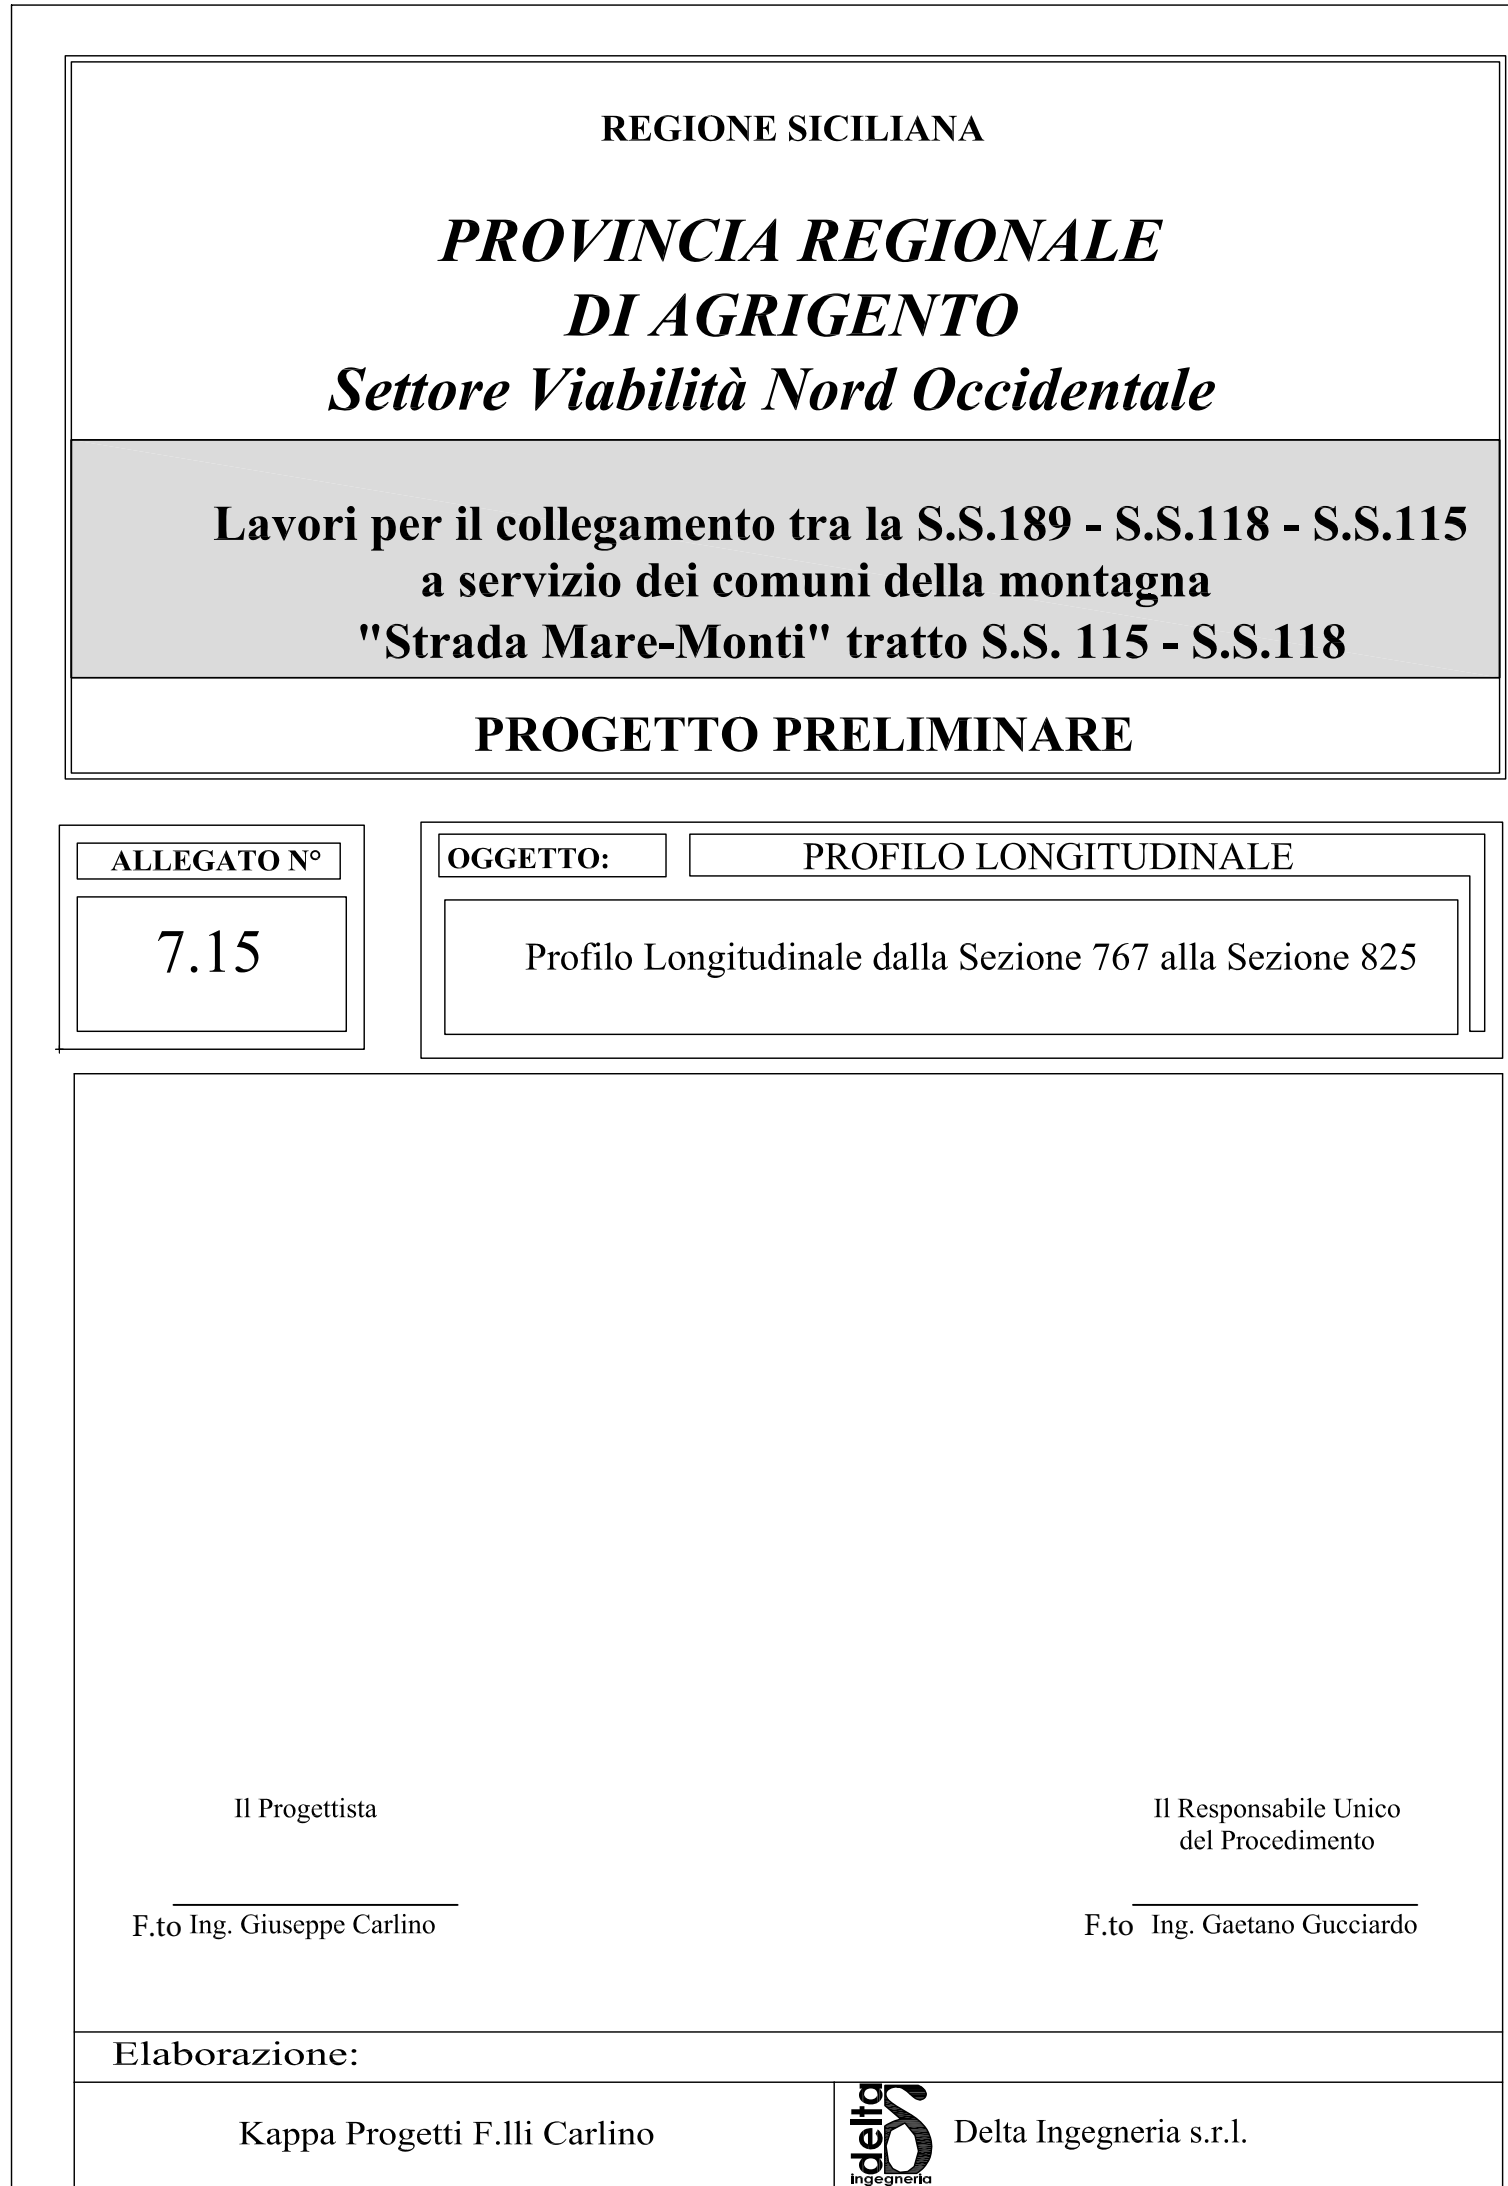 REGIONE SICILIANA
PROVINCIA REGIONALE
DI AGRIGENTO
Settore Viabilità Nord Occidentale
Lavori per il collegamento tra la S.S.189 - S.S.118 - S.S.115
a servizio dei comuni della montagna
"Strada Mare-Monti" tratto S.S. 115 - S.S.118
PROGETTO PRELIMINARE
ALLEGATO N°
7.15
OGGETTO:
PROFILO LONGITUDINALE
Profilo Longitudinale dalla Sezione 767 alla Sezione 825
Il Progettista
F.to Ing. Giuseppe Carlino
Il Responsabile Unico
del Procedimento
F.to Ing. Gaetano Gucciardo
Elaborazione:
Kappa Progetti F.lli Carlino
delta
δ
ingegneria
Delta Ingegneria s.r.l.